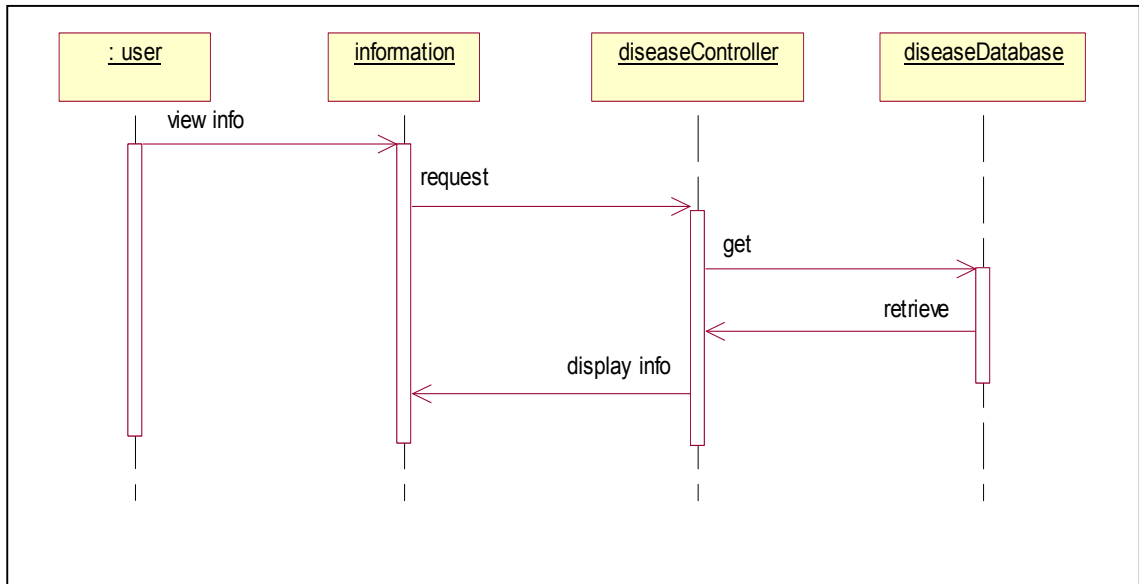 : user
information
diseaseController
diseaseDatabase
view info
request
get
retrieve
display info